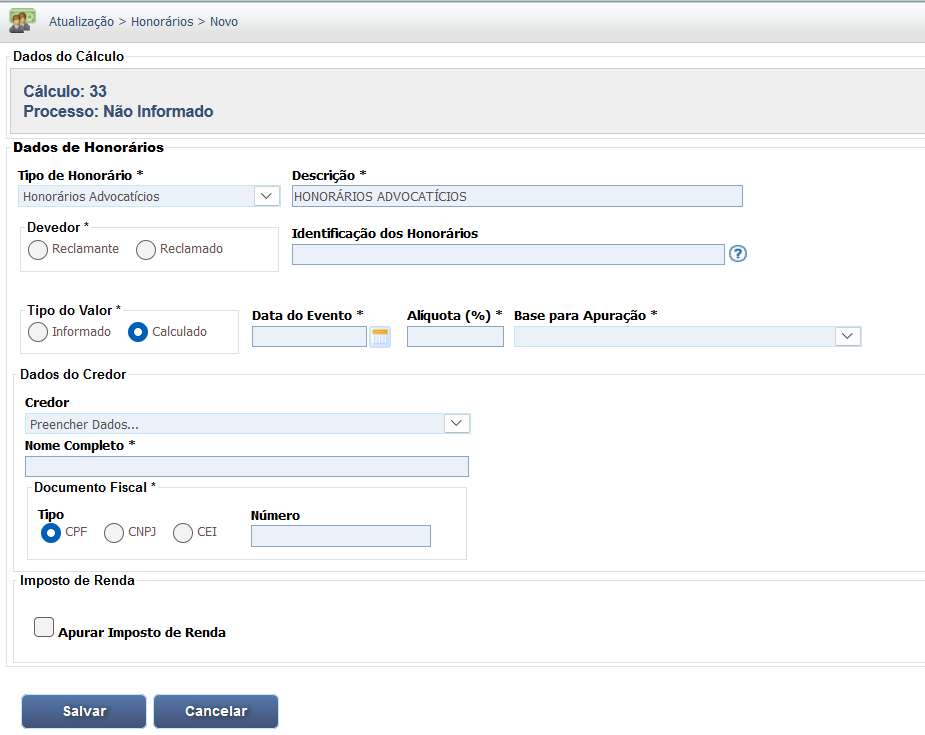 Atualização > Honorários > Novo
Dados do Cálculo
Cálculo: 33
Processo: Não Informado
Dados de Honorários
Tipo de Honorário * Descrição *
Honorários Advocatícios HONORÁRIOS ADVOCATÍCIOS
Devedor * Identificação dos Honorários
Reclamante Reclamado ?
Tipo do Valor * Data do Evento * Alíquota (%) * Base para Apuração *
Informado Calculado
Dados do Credor
Credor
Preencher Dados...
Nome Completo *
Documento Fiscal *
Tipo Número
CPF CNPJ CEI
Imposto de Renda
Apurar Imposto de Renda
Salvar Cancelar